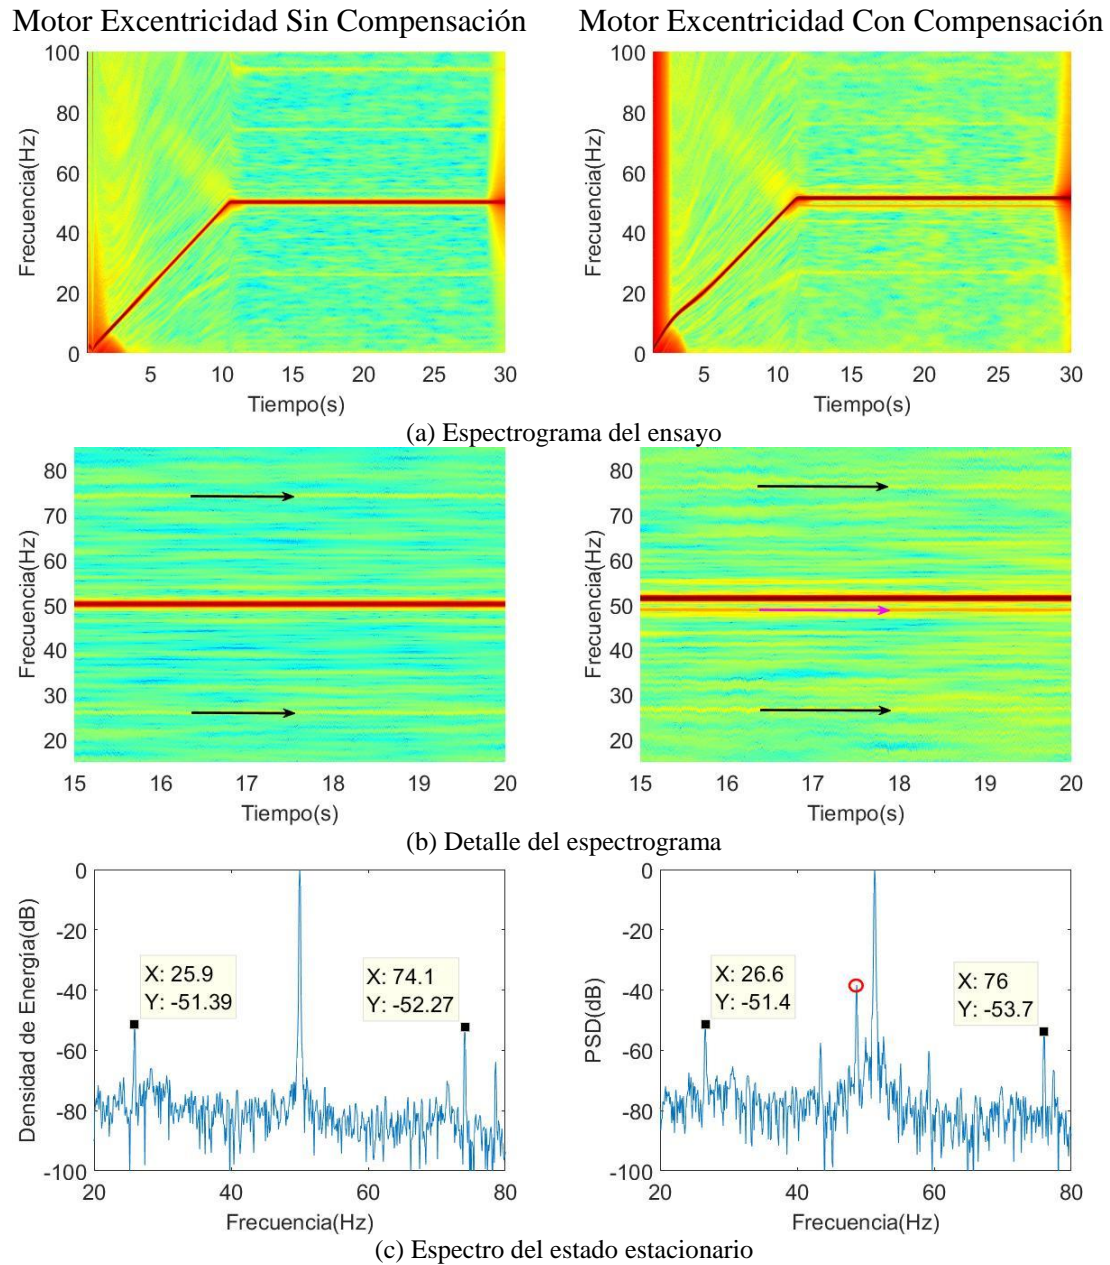 Motor Excentricidad Sin Compensación
Motor Excentricidad Con Compensación
100
80
60
40
20
0
Frecuencia(Hz)
5
10
15
20
25
30
Tiempo(s)
100
80
60
40
20
0
Frecuencia(Hz)
5
10
15
20
25
30
Tiempo(s)
(a) Espectrograma del ensayo
80
70
60
50
40
30
20
Frecuencia(Hz)
15
16
17
18
19
20
Tiempo(s)
80
70
60
50
40
30
20
Frecuencia(Hz)
15
16
17
18
19
20
Tiempo(s)
(b) Detalle del espectrograma
0
-20
-40
-60
-80
-100
Densidad de Energía(dB)
X: 25.9
Y: -51.39
X: 74.1
Y: -52.27
20
40
60
80
Frecuencia(Hz)
0
-20
-40
-60
-80
-100
PSD(dB)
X: 26.6
Y: -51.4
X: 76
Y: -53.7
20
40
60
80
Frecuencia(Hz)
(c) Espectro del estado estacionario